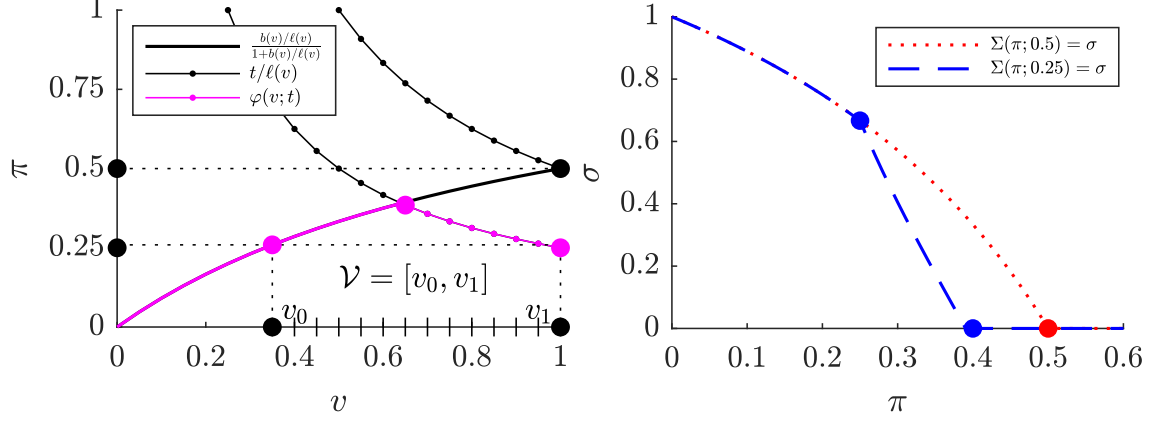 1
0.75
0.5
0.25
0
π
b(v)/ℓ(v)
1+b(v)/ℓ(v)
t/ℓ(v)
φ(v; t)
𝒱 = [v₀, v₁]
v₀
v₁
0 0.2 0.4 0.6 0.8 1
v
1
0.8
0.6
0.4
0.2
0
σ
Σ(π; 0.5) = σ
Σ(π; 0.25) = σ
0 0.1 0.2 0.3 0.4 0.5 0.6
π